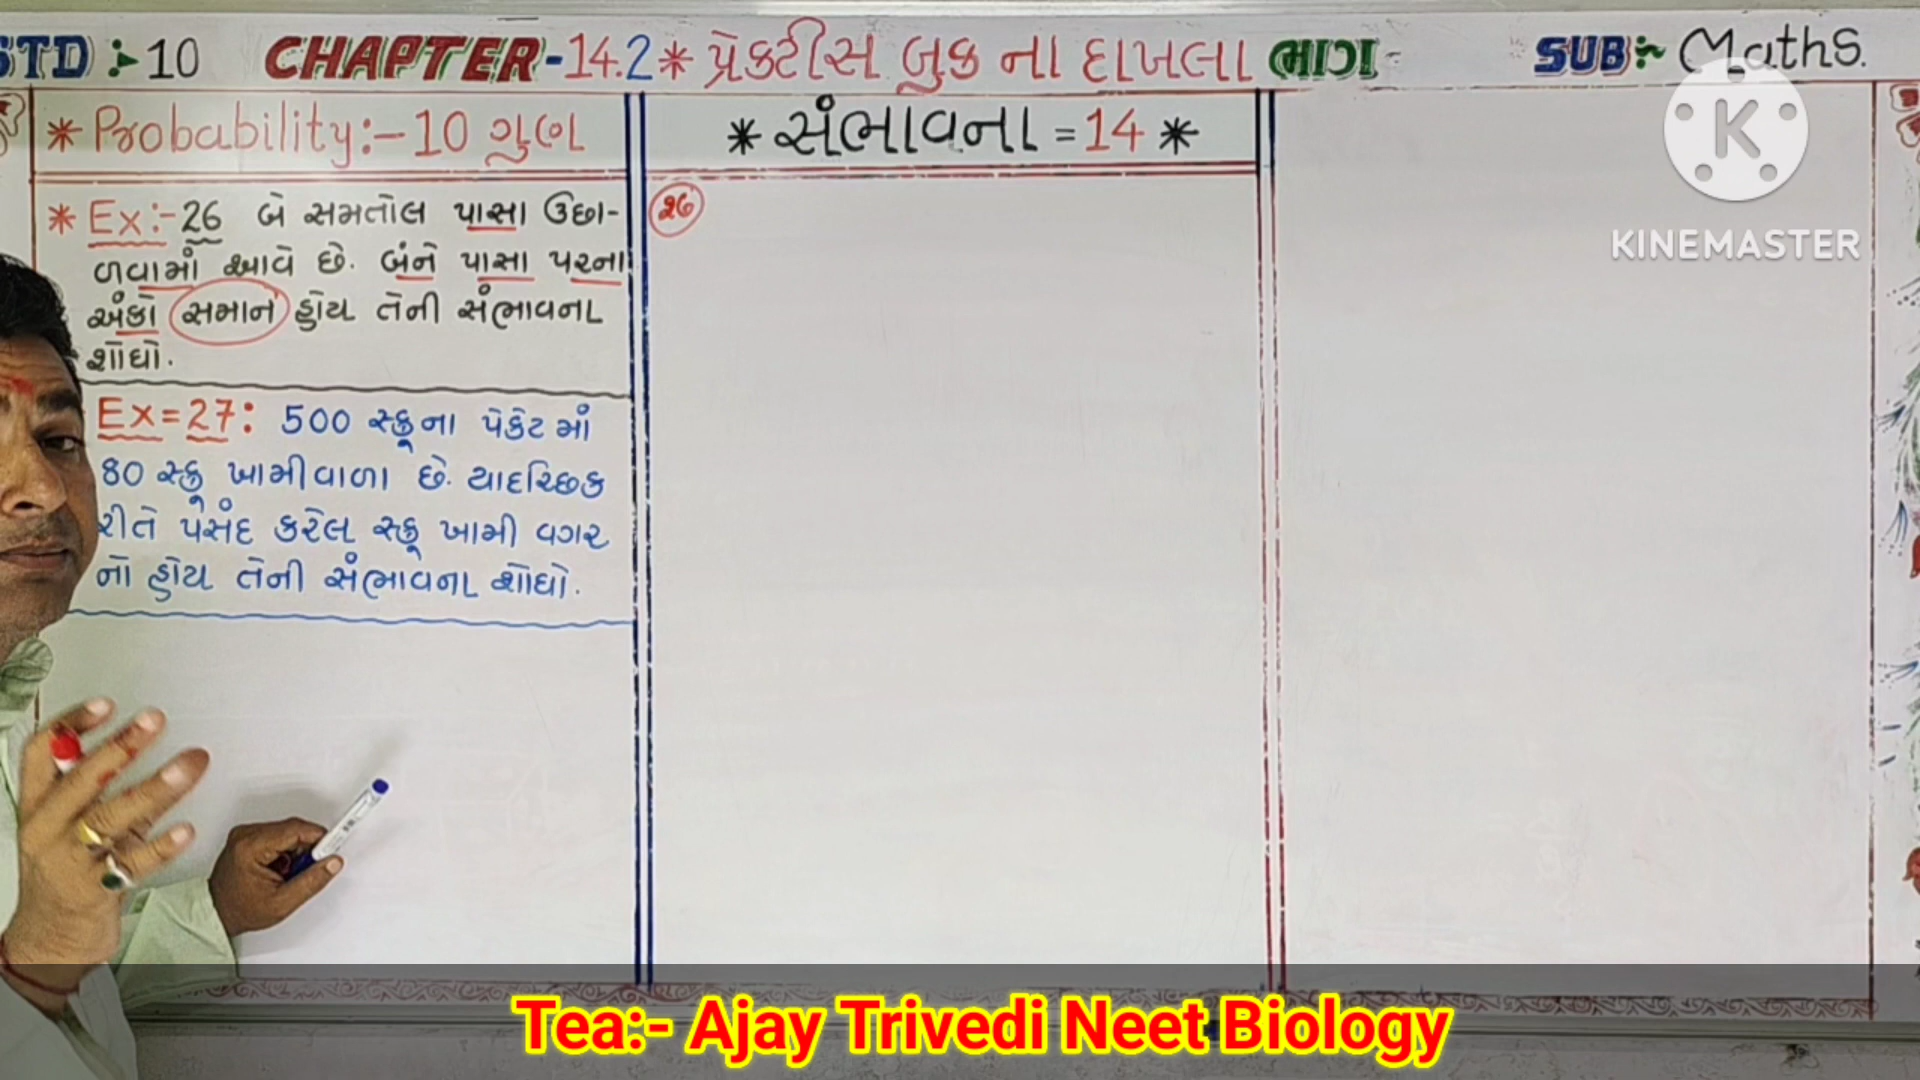 STD :- 10 CHAPTER-14.2 * પ્રેક્ટીસ બુક ના દાખલા ભાગ- SUB:- Maths.
* Probability:- 10 ગુણ
* સંભાવના = 14 *
* Ex:- 26 બે સમતોલ પાસા ઉછા-
ળવામાં આવે છે. બંને પાસા પરના
અંકો સમાન હોય તેની સંભાવના
શોધો.
Ex=27: 500 સ્ક્રૂના પેકેટ માં
80 સ્ક્રૂ ખામીવાળા છે. યાદચ્છિક
રીતે પસંદ કરેલ સ્ક્રૂ ખામી વગર
નો હોય તેની સંભાવના શોધો.
26
K
KINEMASTER
Tea:- Ajay Trivedi Neet Biology